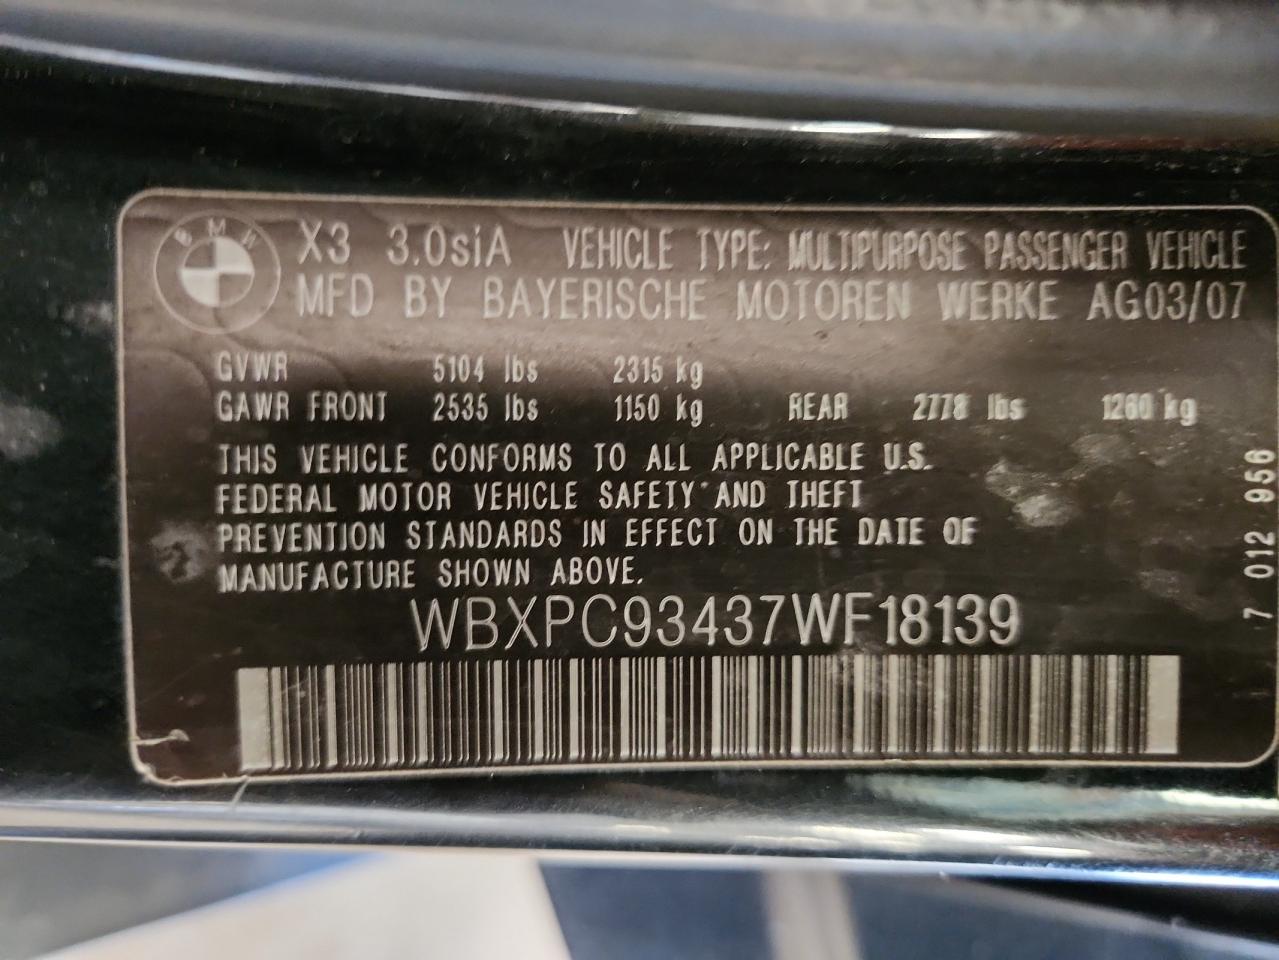 BMW
X3 3.0siA VEHICLE TYPE: MULTIPURPOSE PASSENGER VEHICLE
MFD BY BAYERISCHE MOTOREN WERKE AG03/07
GVWR 5104 lbs 2315 kg
GAWR FRONT 2535 lbs 1150 kg REAR 2778 lbs 1260 kg
THIS VEHICLE CONFORMS TO ALL APPLICABLE U.S.
FEDERAL MOTOR VEHICLE SAFETY AND THEFT
PREVENTION STANDARDS IN EFFECT ON THE DATE OF
MANUFACTURE SHOWN ABOVE.
WBXPC93437WF18139
7 012 956